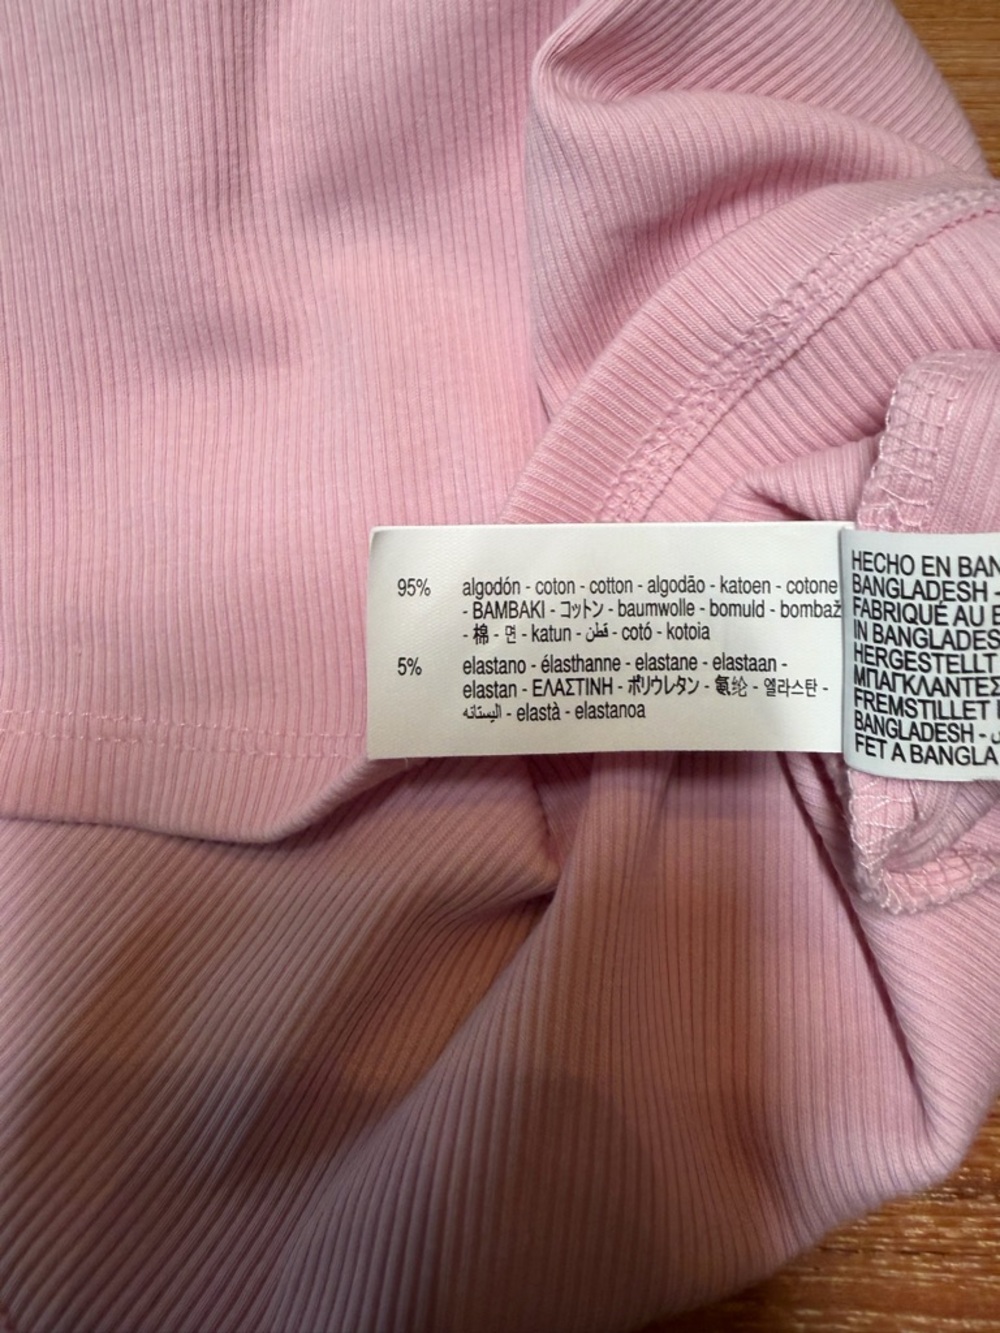 95% algodón - coton - cotton - algodão - katoen - cotone
- BAMBAKI - コットン - baumwolle - bomuld - bombaž
- 棉 - 면 - katun - قطن - cotó - kotoia
5% elastano - élasthanne - elastane - elastaan -
elastan - ΕΛΑΣΤΙΝΗ - ポリウレタン - 氨纶 - 엘라스탄 -
اليستانه - elastà - elastanoa
HECHO EN BAN
BANGLADESH -
FABRIQUÉ AU
IN BANGLADES
HERGESTELLT
ΜΠΑΓΚΛΑΝΤΕΣ
FREMSTILLET
BANGLADESH -
FET A BANGLA